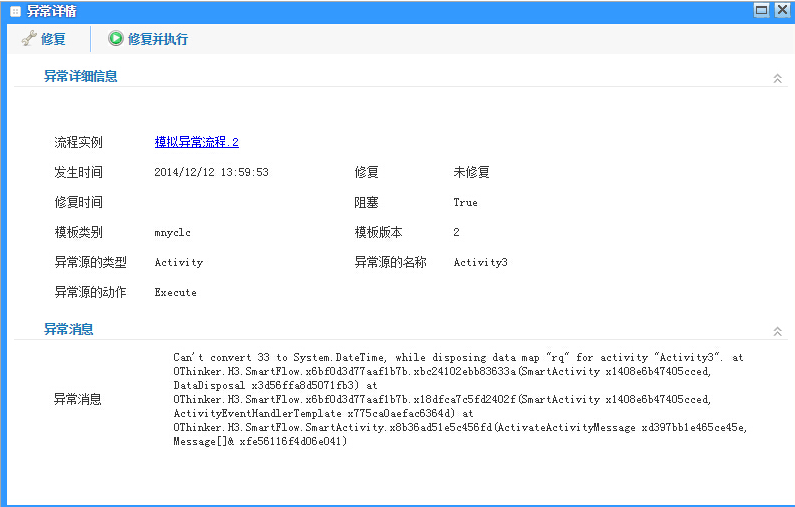 异常详情
修复 修复并执行
异常详细信息
流程实例 模拟异常流程.2
发生时间 2014/12/12 13:59:53 修复 未修复
修复时间 阻塞 True
模板类别 mnyclc 模板版本 2
异常源的类型 Activity 异常源的名称 Activity3
异常源的动作 Execute
异常消息
异常消息
Can't convert 33 to System.DateTime, while disposing data map "rq" for activity "Activity3". at
OThinker.H3.SmartFlow.x6bf0d3d77aaf1b7b.xbc24102ebb83633a(SmartActivity x1408e6b47405cced,
DataDisposal x3d56ffa8d5071fb3) at
OThinker.H3.SmartFlow.x6bf0d3d77aaf1b7b.x18dfca7c5fd2402f(SmartActivity x1408e6b47405cced,
ActivityEventHandlerTemplate x775ca0aefac6364d) at
OThinker.H3.SmartFlow.SmartActivity.x8b36ad51e5c456fd(ActivateActivityMessage xd397bb1e465ce45e,
Message[]& xfe56116f4d06e041)